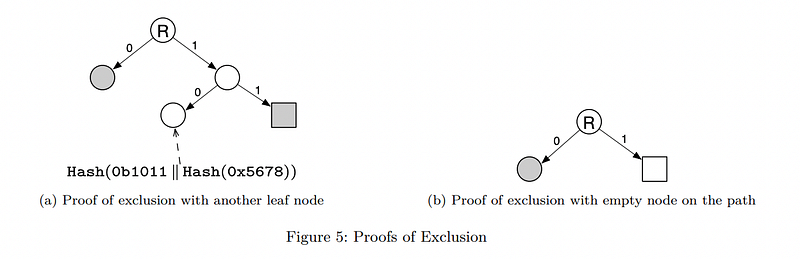 R
0
1
0
1
Hash(0b1011 || Hash(0x5678))
(a) Proof of exclusion with another leaf node
R
0
1
(b) Proof of exclusion with empty node on the path
Figure 5: Proofs of Exclusion